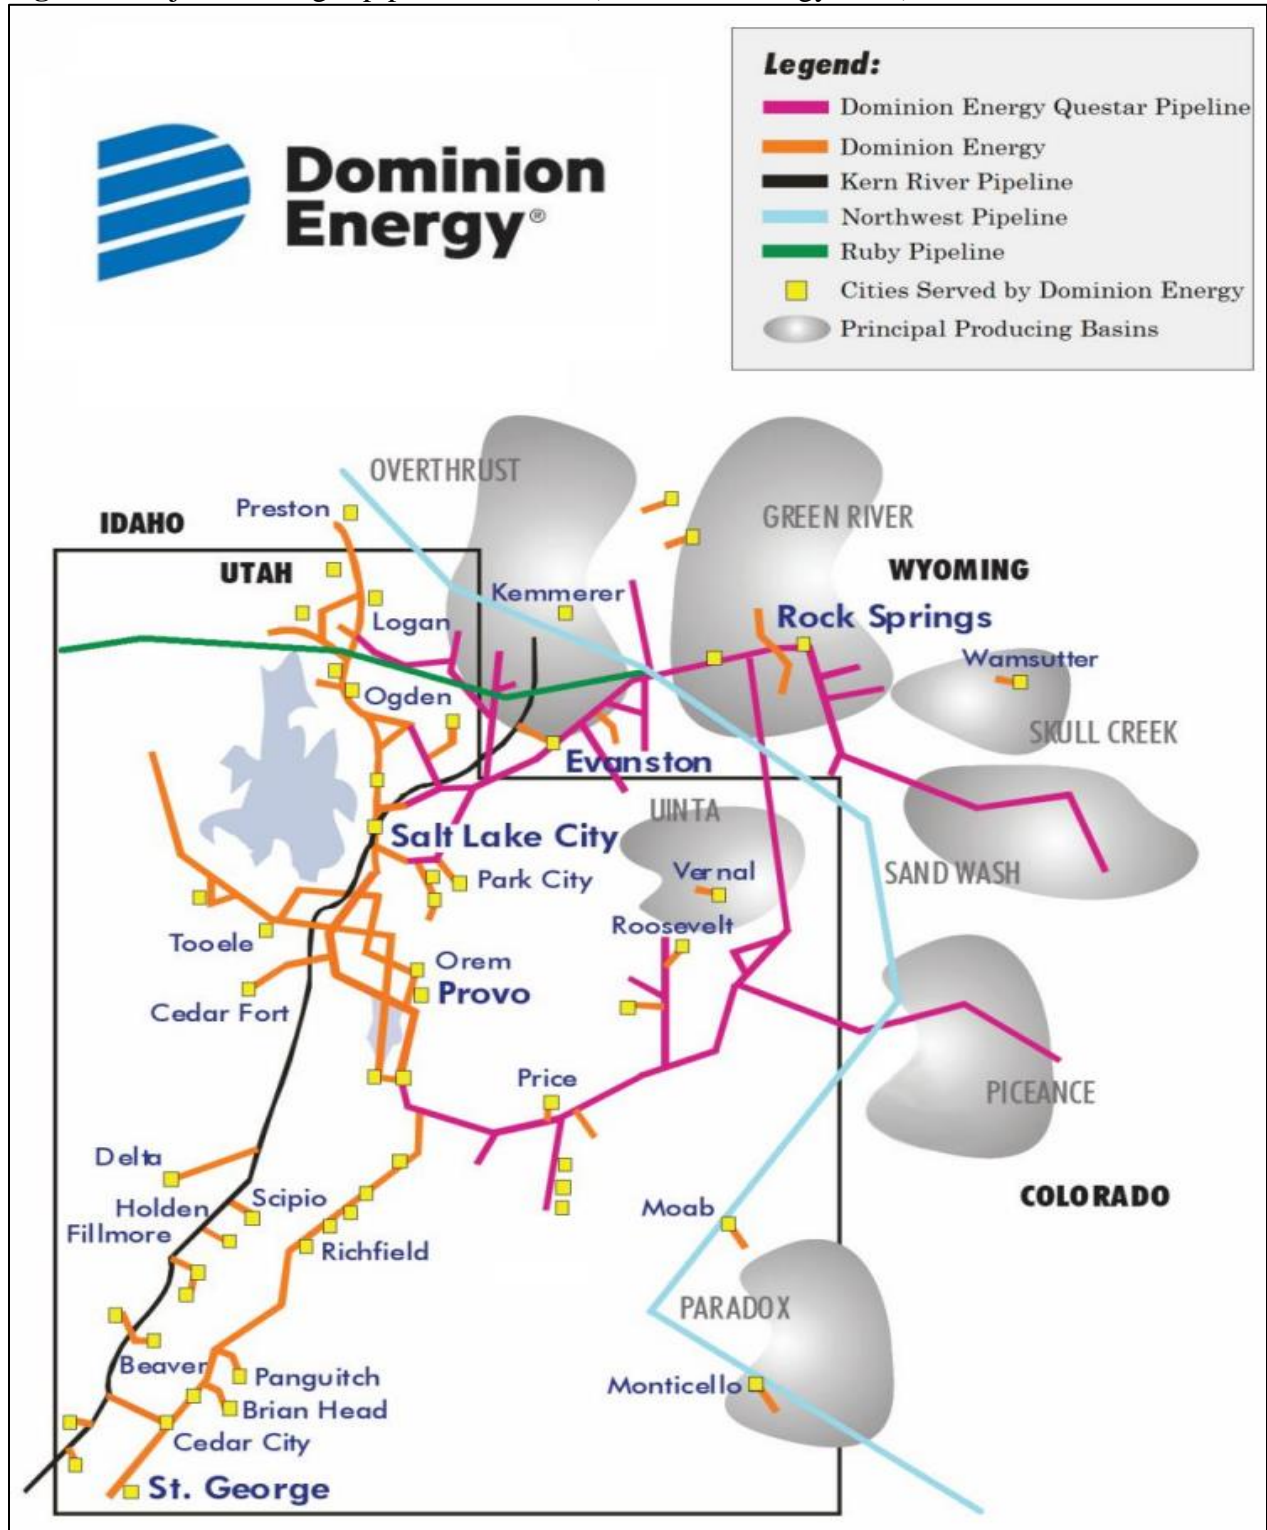 Dominion
Energy®
Legend:
Dominion Energy Questar Pipeline
Dominion Energy
Kern River Pipeline
Northwest Pipeline
Ruby Pipeline
Cities Served by Dominion Energy
Principal Producing Basins
OVERTHRUST
Preston
IDAHO
GREEN RIVER
UTAH
WYOMING
Kemmerer
Rock Springs
Logan
Wamsutter
Ogden
SKULL CREEK
Evanston
UINTA
Salt Lake City
Vernal
SAND WASH
Park City
Roosevelt
Tooele
Orem
Provo
Cedar Fort
Price
PICEANCE
Delta
COLORADO
Scipio
Holden
Moab
Fillmore
Richfield
PARADOX
Beaver
Panguitch
Monticello
Brian Head
Cedar City
St. George